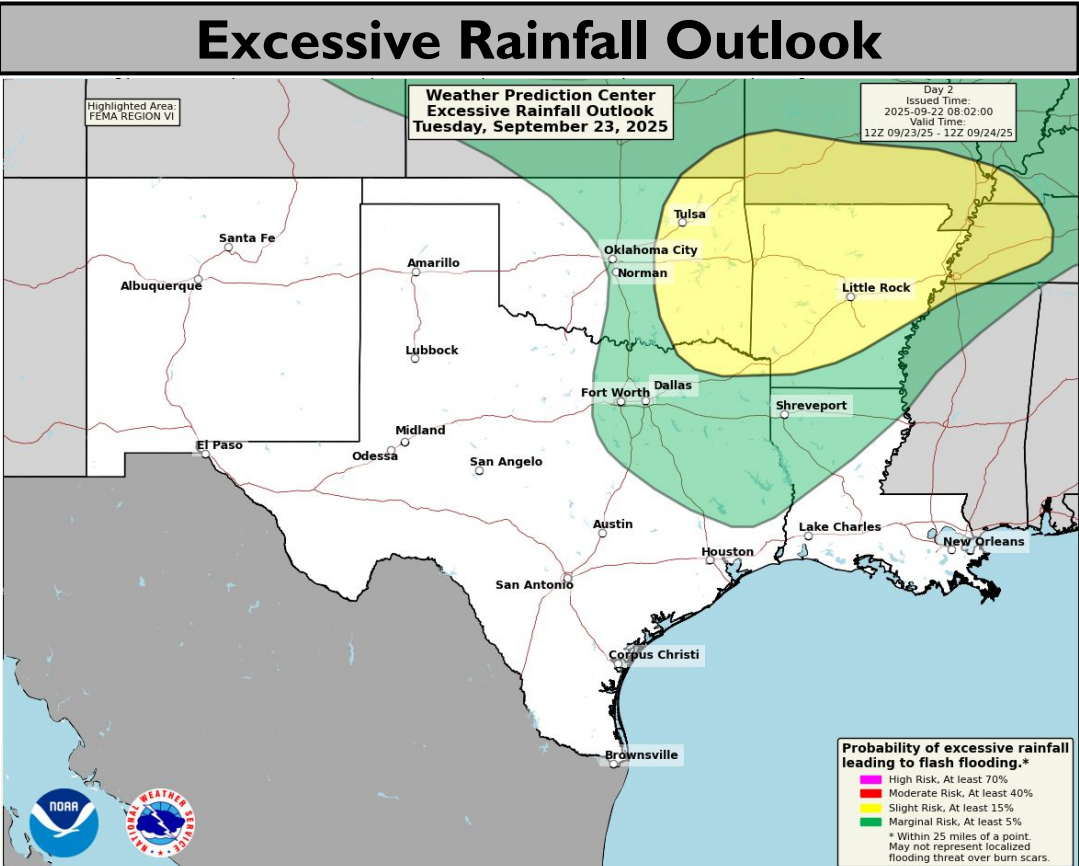 Excessive Rainfall Outlook
Highlighted Area:
FEMA REGION VI
Weather Prediction Center
Excessive Rainfall Outlook
Tuesday, September 23, 2025
Day 2
Issued Time:
2025-09-22 08:02:00
Valid Time:
12Z 09/23/25 - 12Z 09/24/25
Tulsa
Santa Fe
Oklahoma City
Amarillo
Norman
Albuquerque
Little Rock
Lubbock
Dallas
Fort Worth
Shreveport
Midland
El Paso
Odessa
San Angelo
Austin
Lake Charles
New Orleans
Houston
San Antonio
Corpus Christi
Brownsville
Probability of excessive rainfall
leading to flash flooding.*
High Risk, At least 70%
Moderate Risk, At least 40%
Slight Risk, At least 15%
Marginal Risk, At least 5%
* Within 25 miles of a point.
May not represent localized
flooding threat over burn scars.
NOAA
NATIONAL WEATHER SERVICE